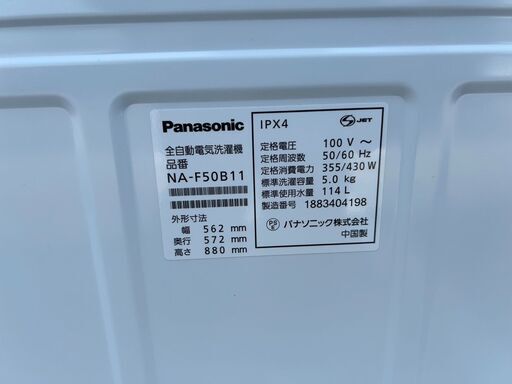 Panasonic
全自動電気洗濯機
品番
NA-F50B11
外形寸法
幅 562 mm
奥行 572 mm
高さ 880 mm
IPX4
S JET
定格電圧 100 V ~
定格周波数 50/60 Hz
定格消費電力 355/430 W
標準洗濯容量 5.0 kg
標準使用水量 114 L
製造番号 1883404198
PS E パナソニック株式会社
中国製